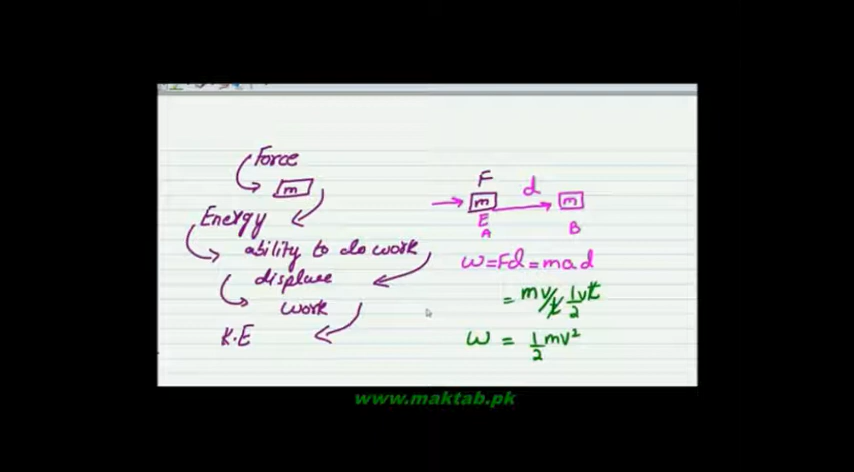 Force
m
Energy
ability to do work
displace
work
K.E
F
m
d
m
E
A
B
W=Fd=mad
= mv/t 1/2 vt
W = 1/2 mv²
www.maktab.pk